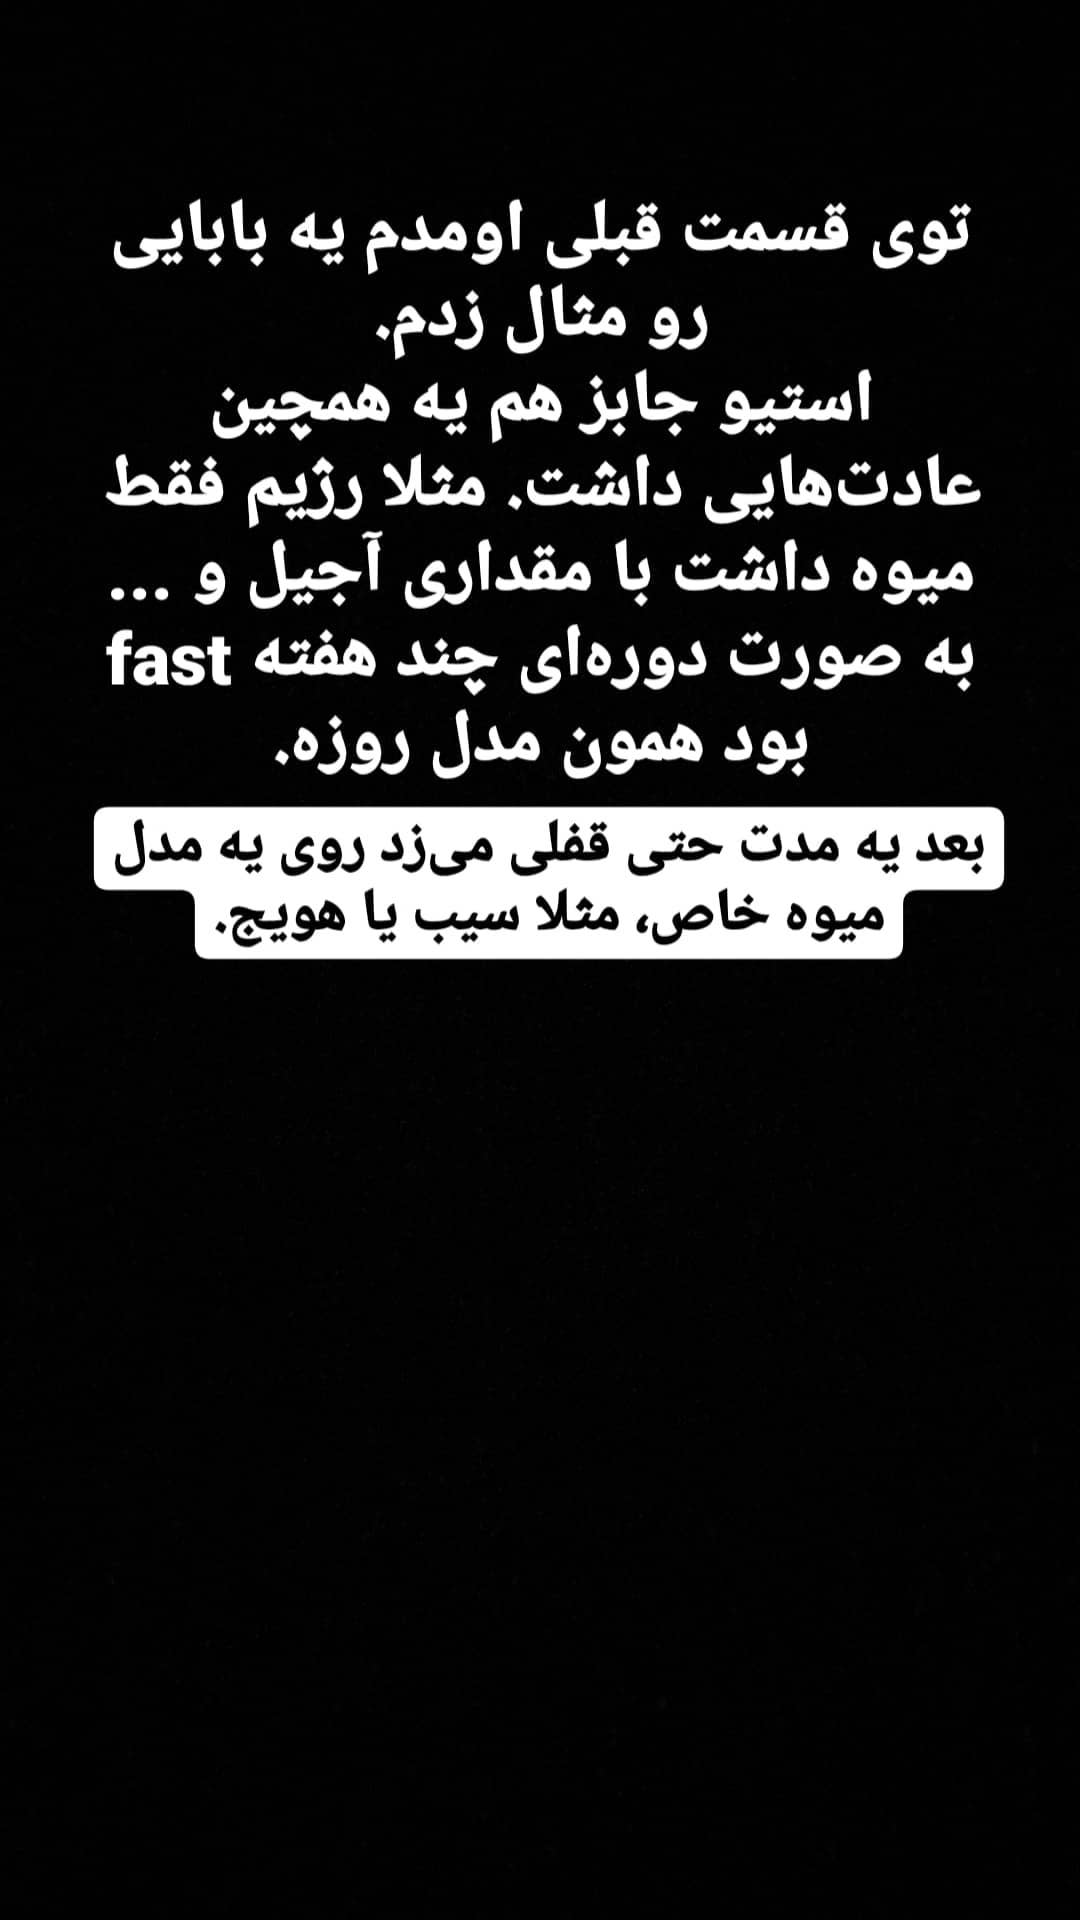 توی قسمت قبلی اومدم یه بابایی
رو مثال زدم.
استیو جابز هم یه همچین
عادت‌هایی داشت. مثلا رژیم فقط
میوه داشت با مقداری آجیل و ...
به صورت دوره‌ای چند هفته fast
بود همون مدل روزه.
بعد یه مدت حتی قفلی می‌زد روی یه مدل
میوه خاص، مثلا سیب یا هویج.